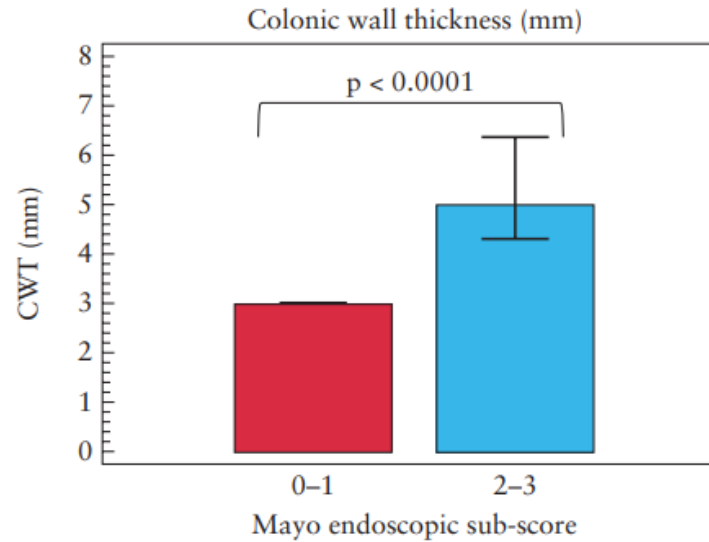 Colonic wall thickness (mm)
8
p < 0.0001
7
6
5
4
3
2
1
0
CWT (mm)
0–1
2–3
Mayo endoscopic sub-score